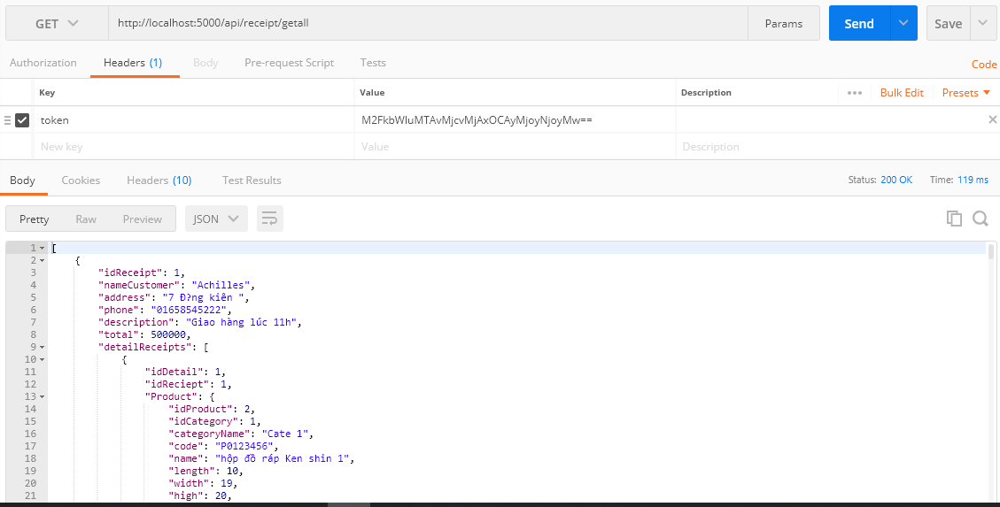 GET http://localhost:5000/api/receipt/getall Params Send Save
Authorization Headers (1) Body Pre-request Script Tests Code
Key Value Description ••• Bulk Edit Presets
token M2FkbWluMTAvMjcvMjAxOCAyMjoyNjoyMw==
New key Value Description
Body Cookies Headers (10) Test Results Status: 200 OK Time: 119 ms
Pretty Raw Preview JSON
1 [
2 {
3 "idReceipt": 1,
4 "nameCustomer": "Achilles",
5 "address": "7 Đ?ng kiên ",
6 "phone": "01658545222",
7 "description": "Giao hàng lúc 11h",
8 "total": 500000,
9 "detailReceipts": [
10 {
11 "idDetail": 1,
12 "idReciept": 1,
13 "Product": {
14 "idProduct": 2,
15 "idCategory": 1,
16 "categoryName": "Cate 1",
17 "code": "P0123456",
18 "name": "hộp đồ ráp Ken shin 1",
19 "length": 10,
20 "width": 19,
21 "high": 20,